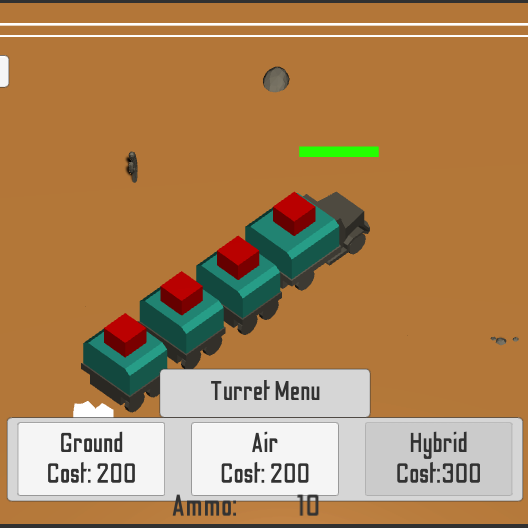 Turret Menu
Ground
Cost: 200
Air
Cost: 200
Hybrid
Cost:300
Ammo: 10